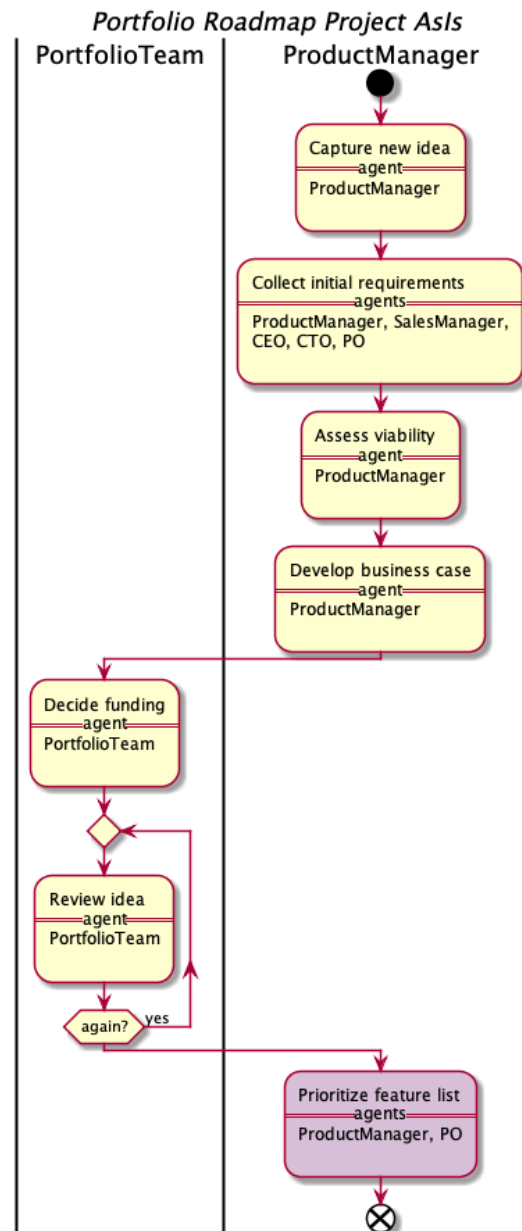 Portfolio Roadmap Project AsIs
PortfolioTeam
ProductManager
Capture new idea
agent
ProductManager
Collect initial requirements
agents
ProductManager, SalesManager,
CEO, CTO, PO
Assess viability
agent
ProductManager
Develop business case
agent
ProductManager
Decide funding
agent
PortfolioTeam
Review idea
agent
PortfolioTeam
again?
yes
Prioritize feature list
agents
ProductManager, PO